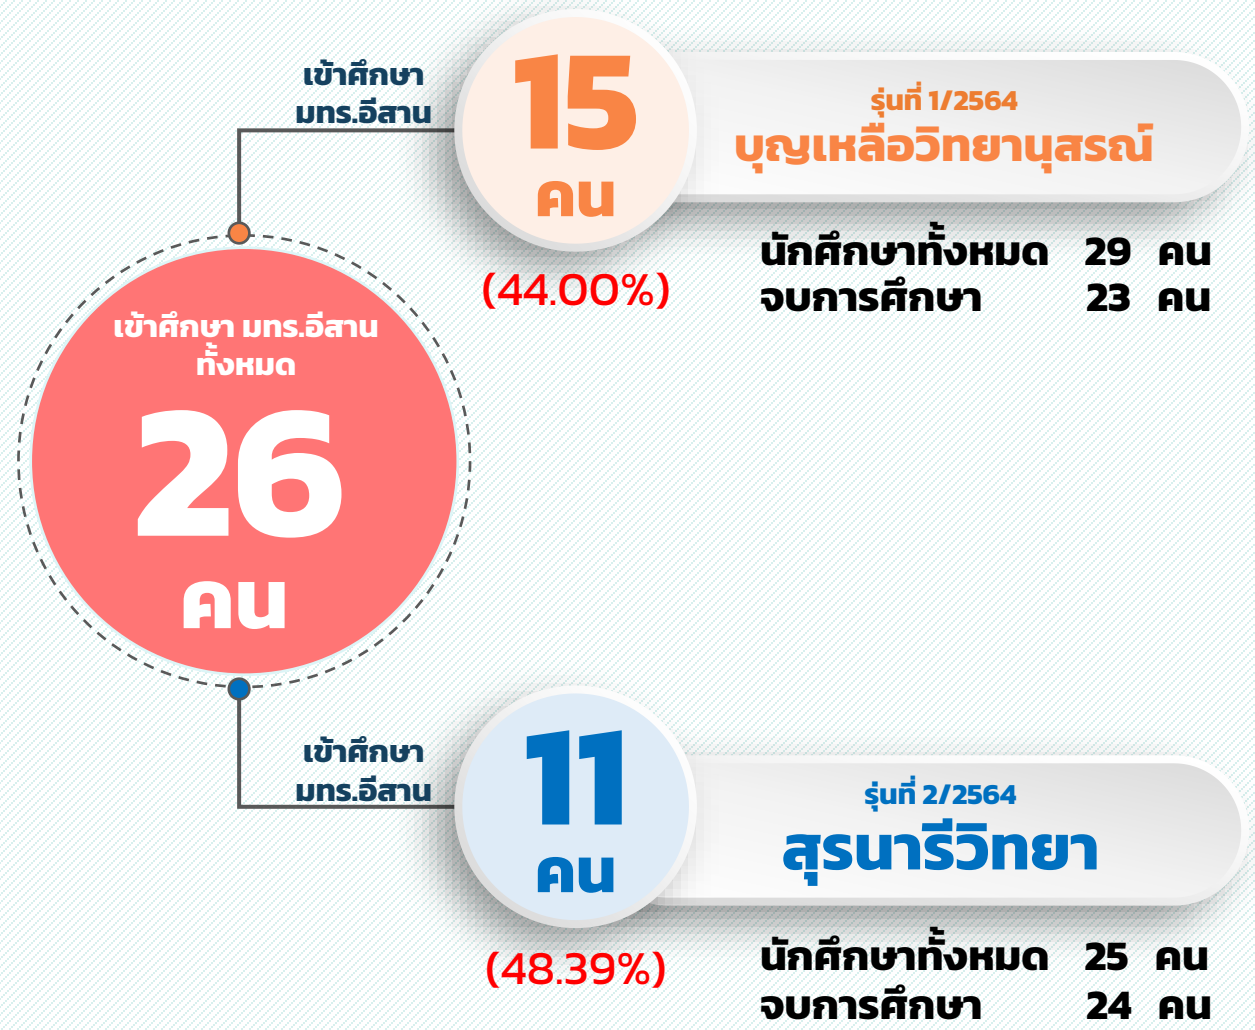 เข้าศึกษา
มทร.อีสาน
15
คน
(44.00%)
รุ่นที่ 1/2564
บุญเหลือวิทยานุสรณ์
นักศึกษาทั้งหมด 29 คน
จบการศึกษา 23 คน
เข้าศึกษา มทร.อีสาน
ทั้งหมด
26
คน
เข้าศึกษา
มทร.อีสาน
11
คน
(48.39%)
รุ่นที่ 2/2564
สุรนารีวิทยา
นักศึกษาทั้งหมด 25 คน
จบการศึกษา 24 คน